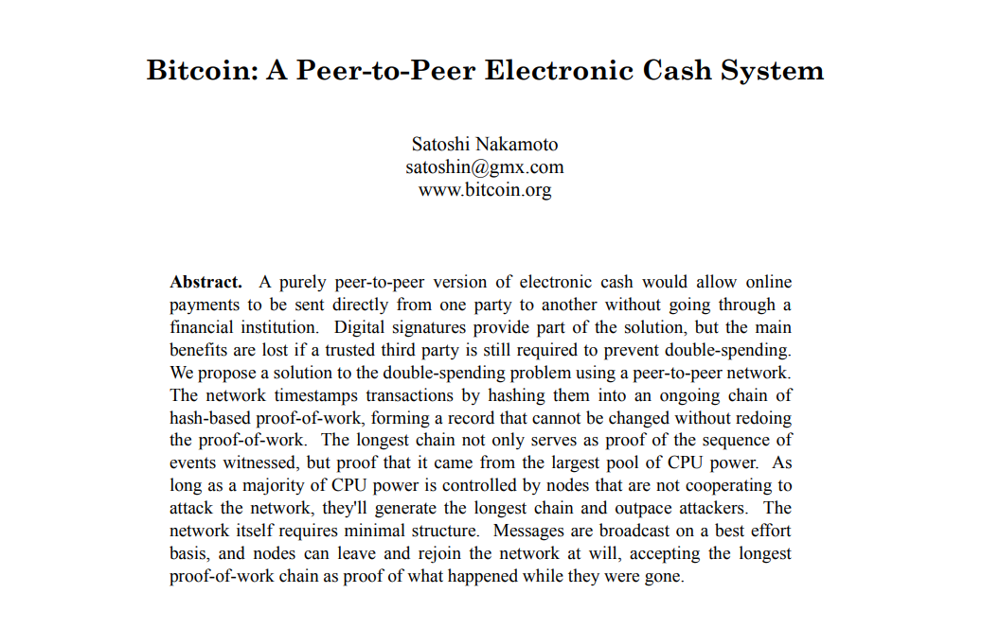 Bitcoin: A Peer-to-Peer Electronic Cash System
Satoshi Nakamoto
satoshin@gmx.com
www.bitcoin.org
Abstract. A purely peer-to-peer version of electronic cash would allow online
payments to be sent directly from one party to another without going through a
financial institution. Digital signatures provide part of the solution, but the main
benefits are lost if a trusted third party is still required to prevent double-spending.
We propose a solution to the double-spending problem using a peer-to-peer network.
The network timestamps transactions by hashing them into an ongoing chain of
hash-based proof-of-work, forming a record that cannot be changed without redoing
the proof-of-work. The longest chain not only serves as proof of the sequence of
events witnessed, but proof that it came from the largest pool of CPU power. As
long as a majority of CPU power is controlled by nodes that are not cooperating to
attack the network, they'll generate the longest chain and outpace attackers. The
network itself requires minimal structure. Messages are broadcast on a best effort
basis, and nodes can leave and rejoin the network at will, accepting the longest
proof-of-work chain as proof of what happened while they were gone.